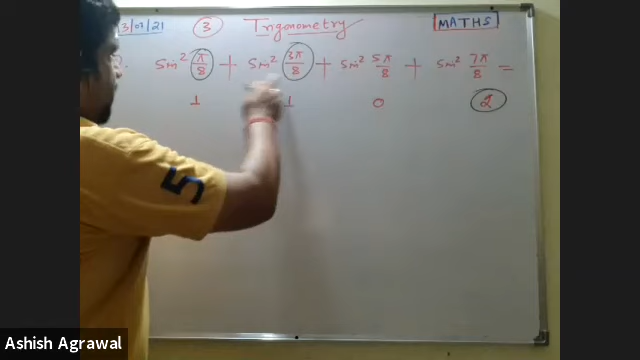 3/07/21 3 Trigonometry MATHS
Q. sin² π/8 + sin² 3π/8 + sin² 5π/8 + sin² 7π/8 =
1 1 0 2
5
Ashish Agrawal